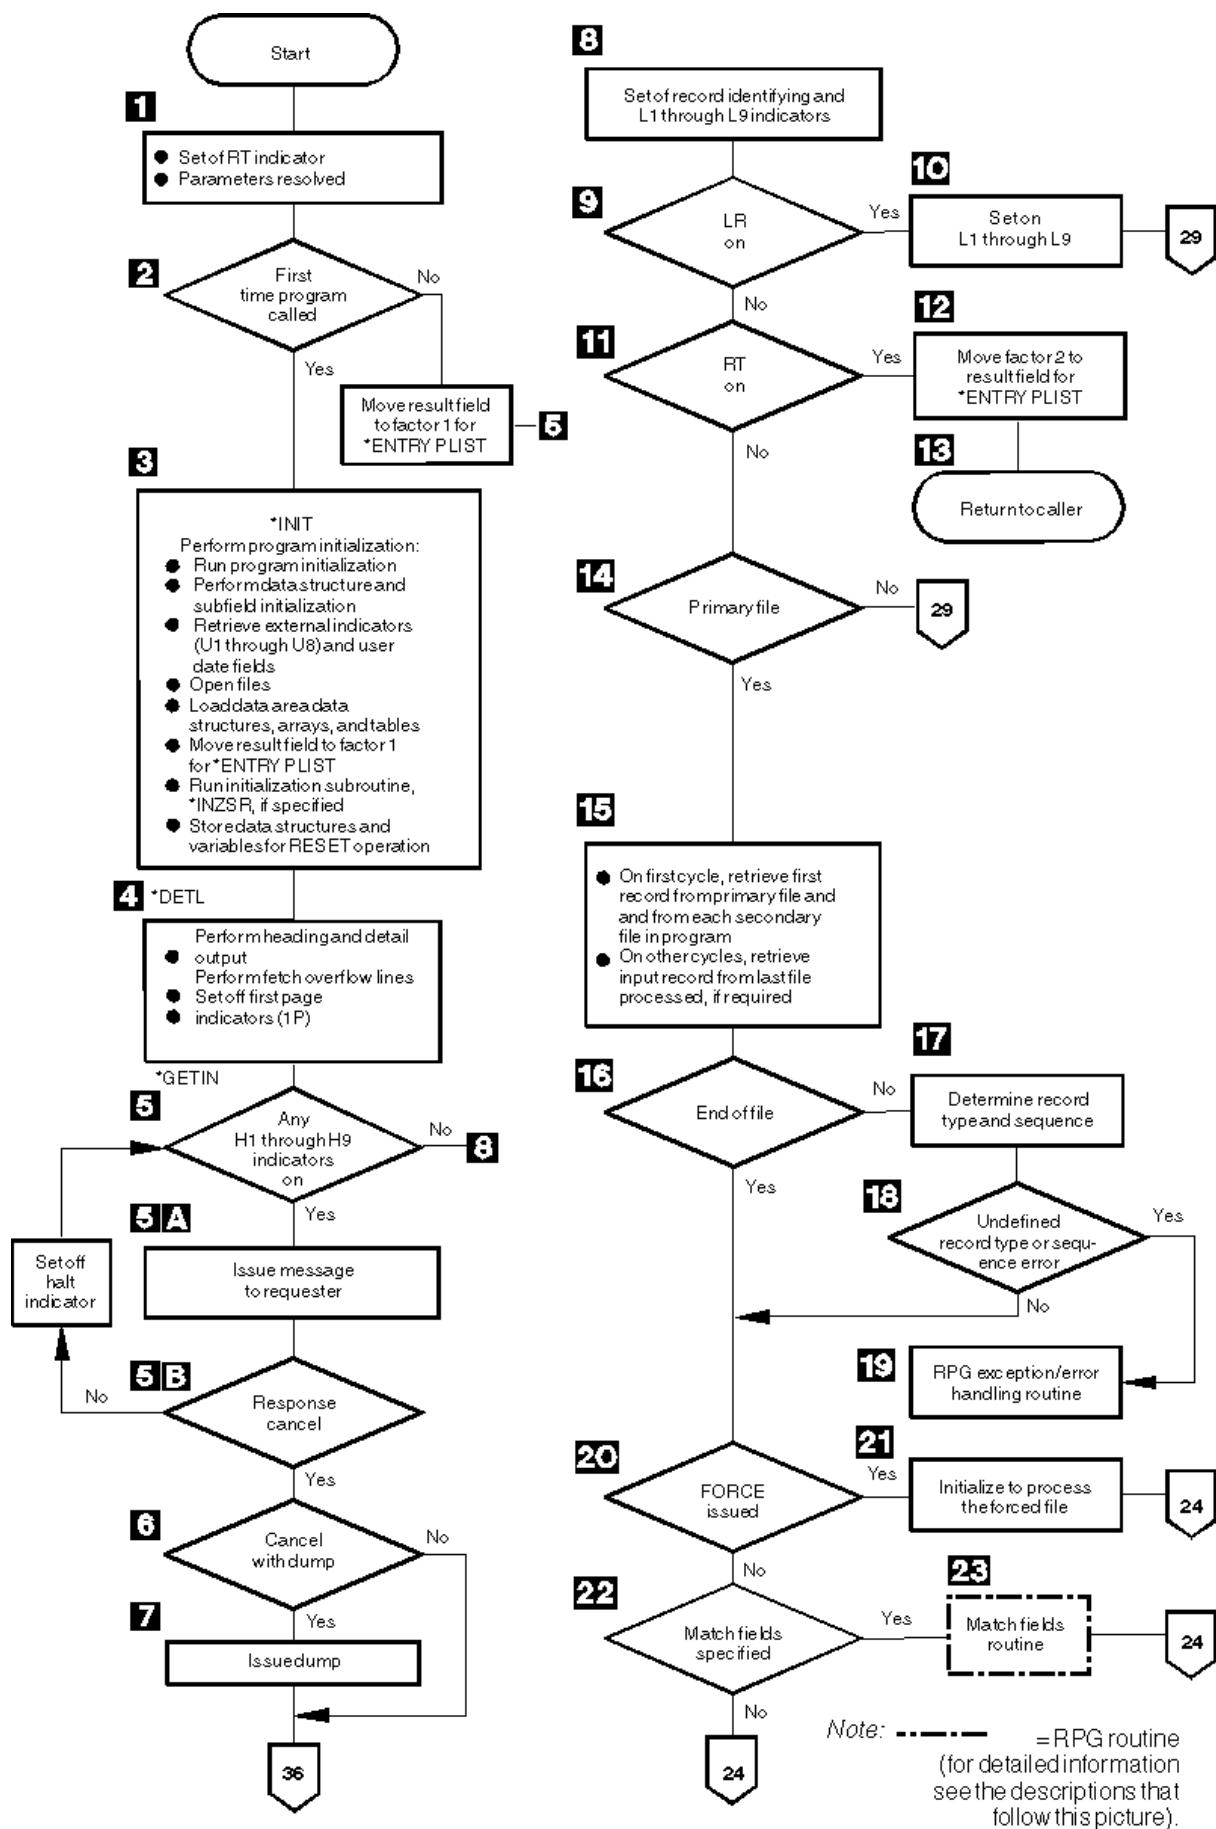 Start
1
● Set of RT indicator
● Parameters resolved
2
First
time program
called
No
Yes
Move result field
to factor 1 for
*ENTRY PLIST
5
3
*INIT
Perform program initialization:
● Run program initialization
● Perform data structure and
subfield initialization
● Retrieve external indicators
(U1 through U8) and user
date fields
● Open files
● Load data area data
structures, arrays, and tables
● Move result field to factor 1
for *ENTRY PLIST
● Run initialization subroutine,
*INZSR, if specified
● Store data structures and
variables for RESET operation
4
*DETL
Perform heading and detail
● output
Perform fetch overflow lines
● Set off first page
● indicators (1P)
*GETIN
5
Any
H1 through H9
indicators
on
No
8
Yes
5 A
Issue message
to requester
Set off
halt
indicator
5 B
No
Response
cancel
Yes
6
Cancel
with dump
No
Yes
7
Issue dump
36
8
Set of record identifying and
L1 through L9 indicators
9
LR
on
Yes
10
Set on
L1 through L9
29
No
11
RT
on
Yes
12
Move factor 2 to
result field for
*ENTRY PLIST
No
13
Return to caller
14
Primary file
No
29
Yes
15
● On first cycle, retrieve first
record from primary file and
and from each secondary
file in program
● On other cycles, retrieve
input record from last file
processed, if required
16
End of file
No
17
Determine record
type and sequence
Yes
18
Undefined
record type or sequ-
ence error
Yes
No
19
RPG exception/error
handling routine
20
FORCE
issued
Yes
21
Initialize to process
the forced file
24
No
22
Match fields
specified
Yes
23
Match fields
routine
24
No
24
Note:
= RPG routine
(for detailed information
see the descriptions that
follow this picture).